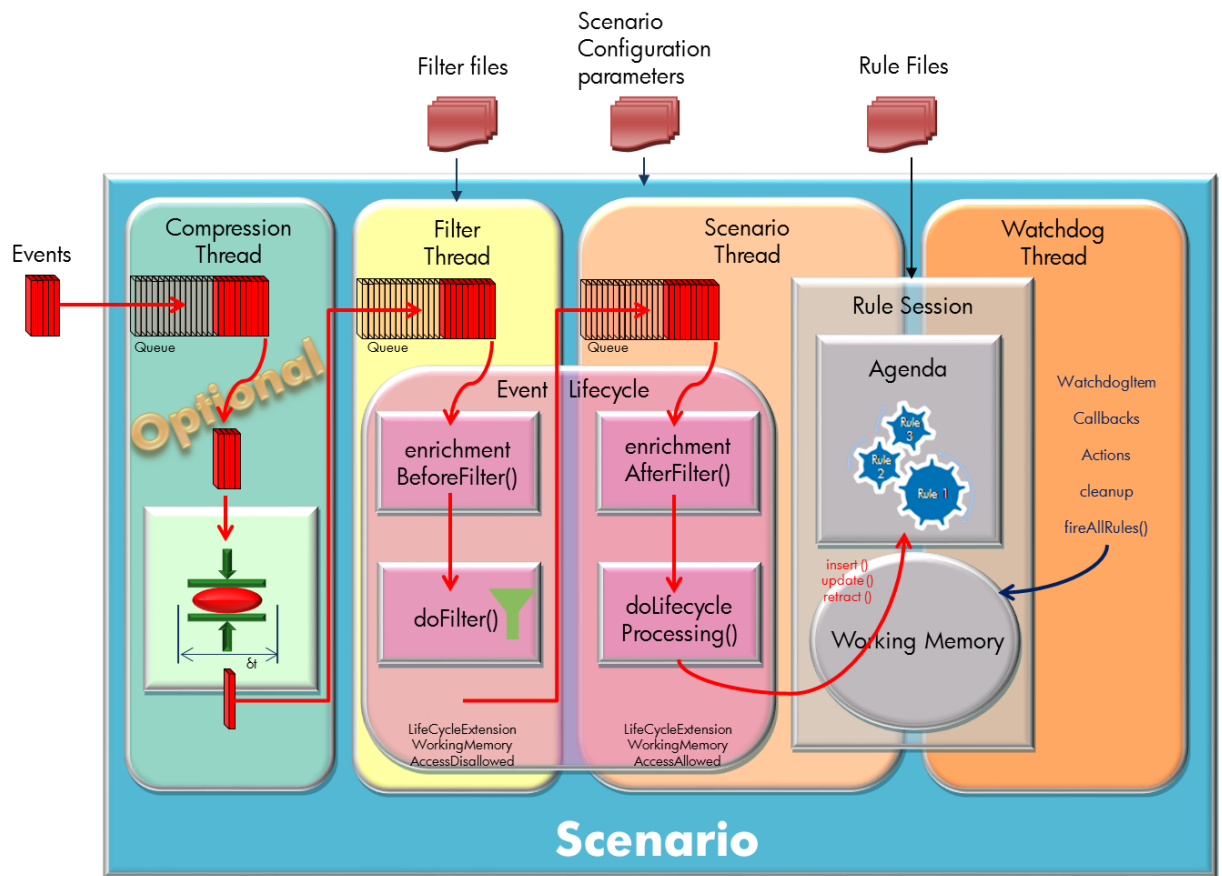 Scenario
Configuration
parameters
Filter files
Rule Files
Events
Compression
Thread
Queue
Optional
δt
Filter
Thread
Queue
Scenario
Thread
Queue
Watchdog
Thread
Event Lifecycle
enrichment
BeforeFilter()
doFilter()
LifeCycleExtension
WorkingMemory
AccessDisallowed
enrichment
AfterFilter()
doLifecycle
Processing()
LifeCycleExtension
WorkingMemory
AccessAllowed
Rule Session
Agenda
Rule
3
Rule
2
Rule 1
insert ()
update ()
retract ()
Working Memory
WatchdogItem
Callbacks
Actions
cleanup
fireAllRules()
Scenario